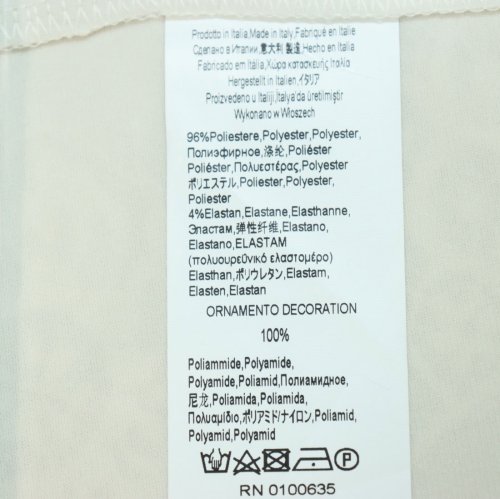 Prodotto in Italia,Made in Italy,Fabriqué en Italie
Сделано в Италии,意大利 製造,Hecho en Italia
Fabricado em Itália,Χώρα κατασκευής Ιταλία
Hergestellt in Italien,イタリア
Proizvedeno u Italiji,İtalya'da üretilmiştir
Wykonano w Włoszech
96%Poliestere,Polyester,Polyester,
Полиэфирное,涤纶,Poliéster
Poliéster,Πολυεστέρας,Polyester
ポリエステル,Poliester,Polyester,
Poliester
4%Elastan,Elastane,Elasthanne,
Эластам,弹性纤维,Elastano,
Elastano,ELASTAM
(πολυουρεθνικό ελαστομέρο)
Elasthan,ポリウレタン,Elastam,
Elasten,Elastan
ORNAMENTO DECORATION
100%
Poliammide,Polyamide,
Polyamide,Poliamid,Полиамидное,
尼龙,Poliamida,Poliamida,
Πολυαμίδιο,ポリアミド/ナイロン,Poliamid,
Polyamid,Polyamid
P
RN 0100635